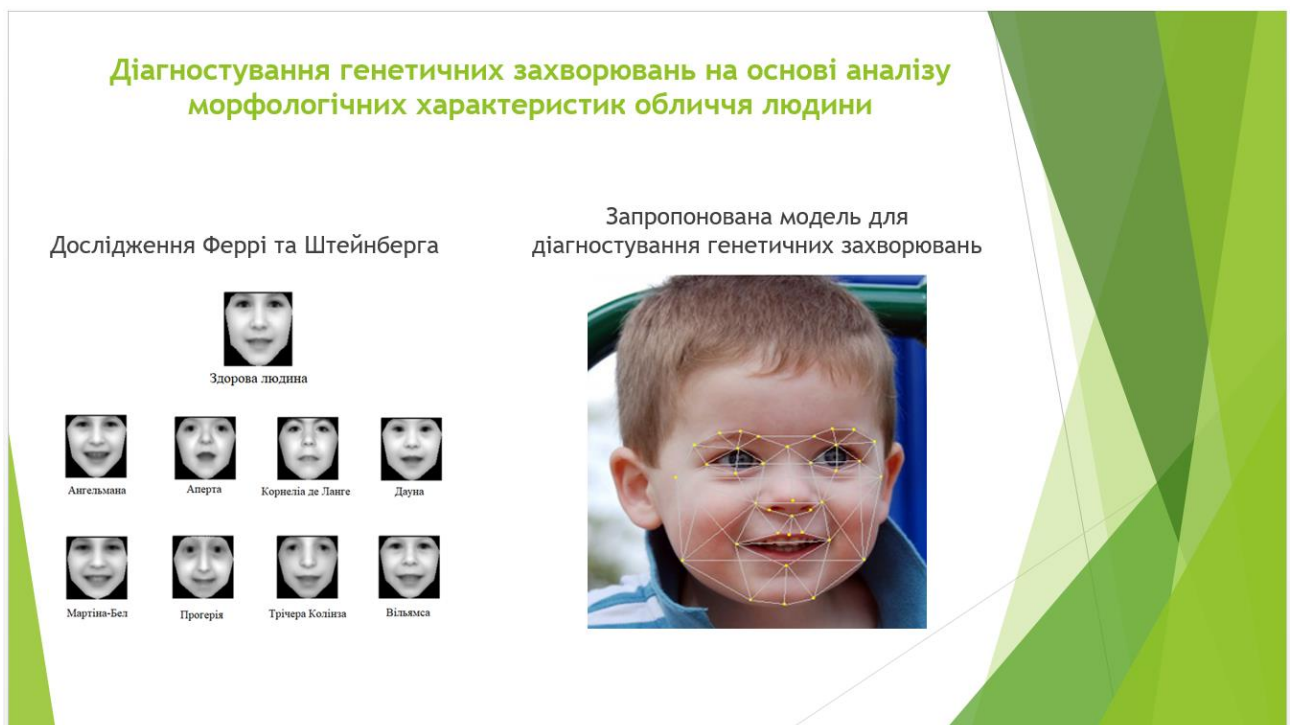 Діагностування генетичних захворювань на основі аналізу
морфологічних характеристик обличчя людини
Дослідження Феррі та Штейнберга
Здорова людина
Ангельмана
Аперта
Корнеліа де Ланге
Дауна
Мартіна-Бел
Прогерія
Трічера Колінза
Вільямса
Запропонована модель для
діагностування генетичних захворювань